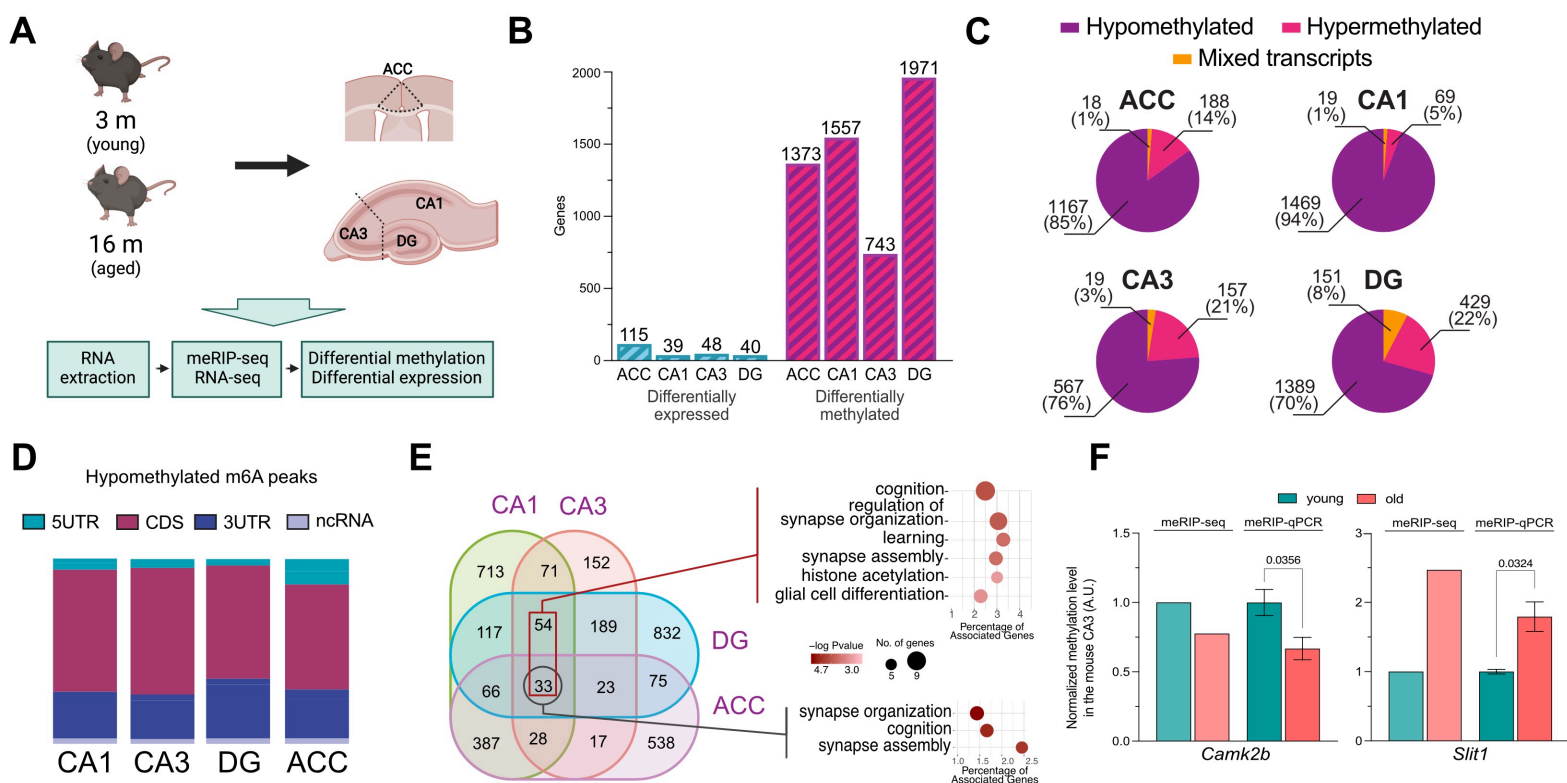 A
3 m
(young)
16 m
(aged)
ACC
CA1
CA3
DG
RNA
extraction
meRIP-seq
RNA-seq
Differential methylation
Differential expression
B
Genes
2000
1500
1000
500
0
115
39
48
40
1373
1557
743
1971
ACC CA1 CA3 DG
Differentially
expressed
ACC CA1 CA3 DG
Differentially
methylated
C
Hypomethylated
Hypermethylated
Mixed transcripts
ACC
18
(1%)
188
(14%)
1167
(85%)
CA1
19
(1%)
69
(5%)
1469
(94%)
CA3
19
(3%)
157
(21%)
567
(76%)
DG
151
(8%)
429
(22%)
1389
(70%)
D
Hypomethylated m6A peaks
5UTR CDS 3UTR ncRNA
CA1 CA3 DG ACC
E
CA1 CA3
DG
ACC
713 71 152
117 54 189 832
66 33 23 75
387 28 17 538
cognition
regulation of
synapse organization
learning
synapse assembly
histone acetylation
glial cell differentiation
1 2 3 4
Percentage of
Associated Genes
–log Pvalue
4.7 3.0
No. of genes
5 9
synapse organization
cognition
synapse assembly
1.0 1.5 2.0 2.5
Percentage of
Associated Genes
F
young old
Normalized methylation level
in the mouse CA3 (A.U.)
meRIP-seq meRIP-qPCR
1.5
1.0
0.5
0.0
0.0356
Camk2b
meRIP-seq meRIP-qPCR
3
2
1
0
0.0324
Slit1